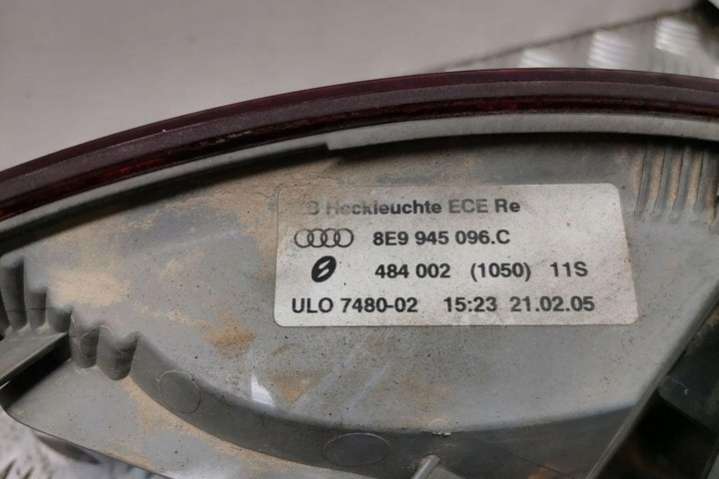 Heckleuchte ECE Re
8E9 945 096.C
484 002 (1050) 11S
ULO 7480-02 15:23 21.02.05